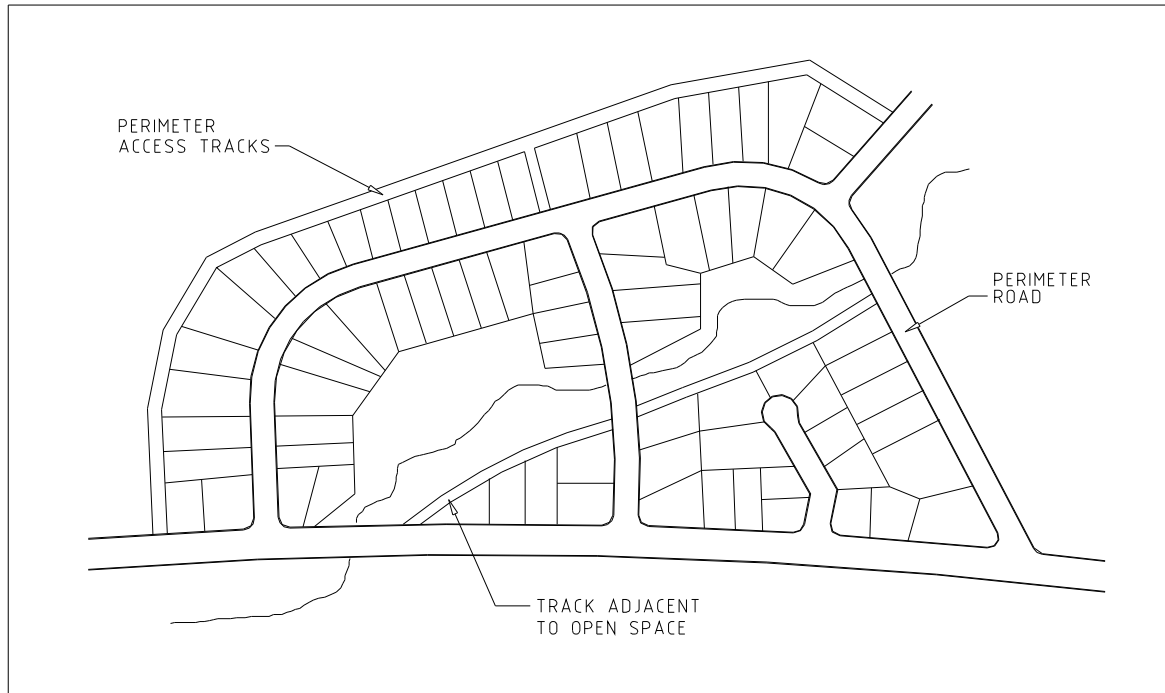 PERIMETER
ACCESS TRACKS
PERIMETER
ROAD
TRACK ADJACENT
TO OPEN SPACE